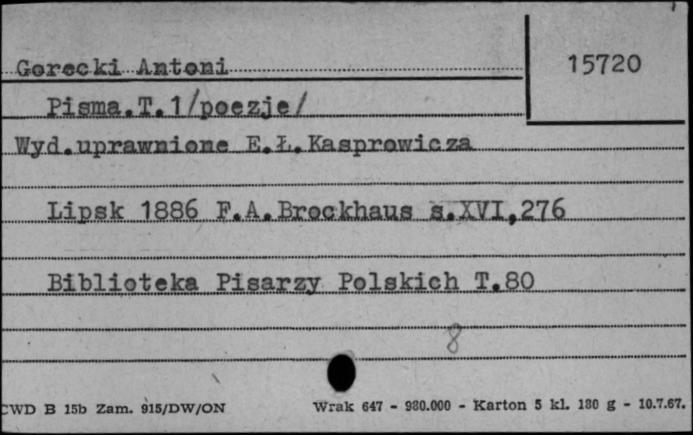 Gorecki Antoni
15720
Pisma.T.1/poezje/
Wyd.uprawnione E.Ł.Kasprowicza
Lipsk 1886 F.A.Brockhaus s.XVI,276
Biblioteka Pisarzy Polskich T.80
8
CWD B 15b Zam. 915/DW/ON Wrak 647 - 980.000 - Karton 5 kl. 180 g - 10.7.67.